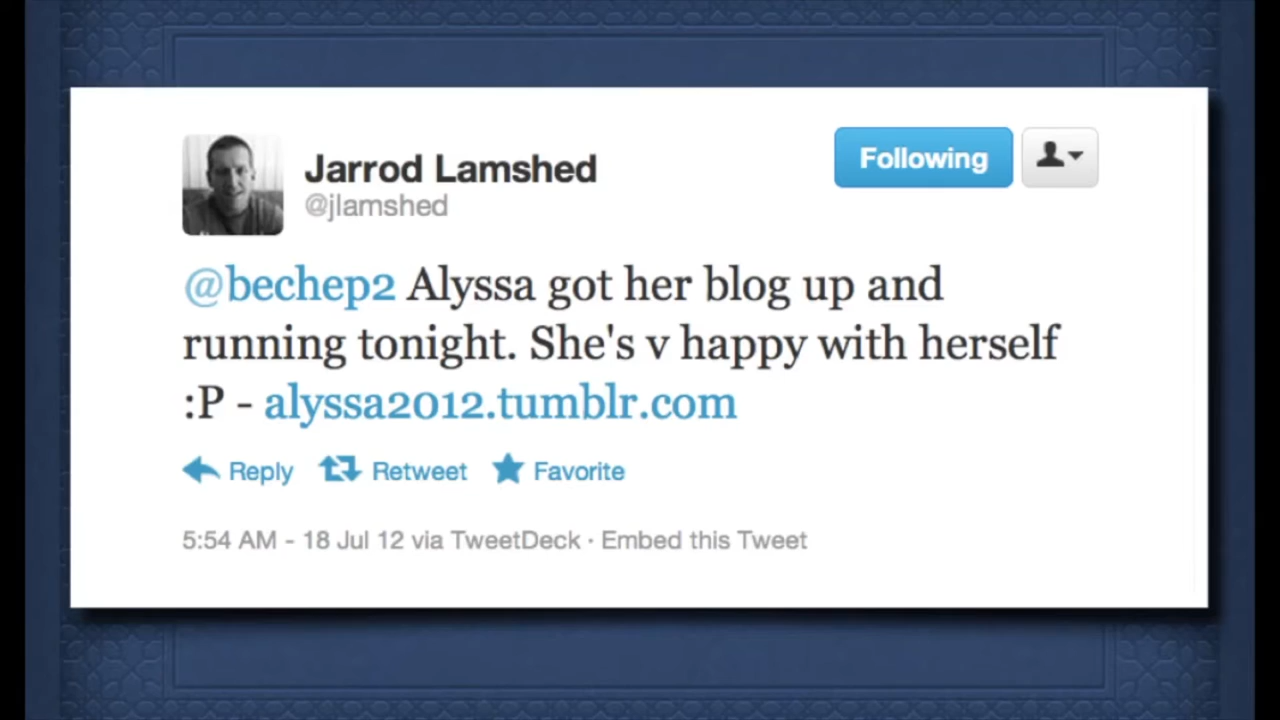 Jarrod Lamshed
@jlamshed
Following
@bechep2 Alyssa got her blog up and
running tonight. She's v happy with herself
:P - alyssa2012.tumblr.com
Reply Retweet Favorite
5:54 AM - 18 Jul 12 via TweetDeck · Embed this Tweet